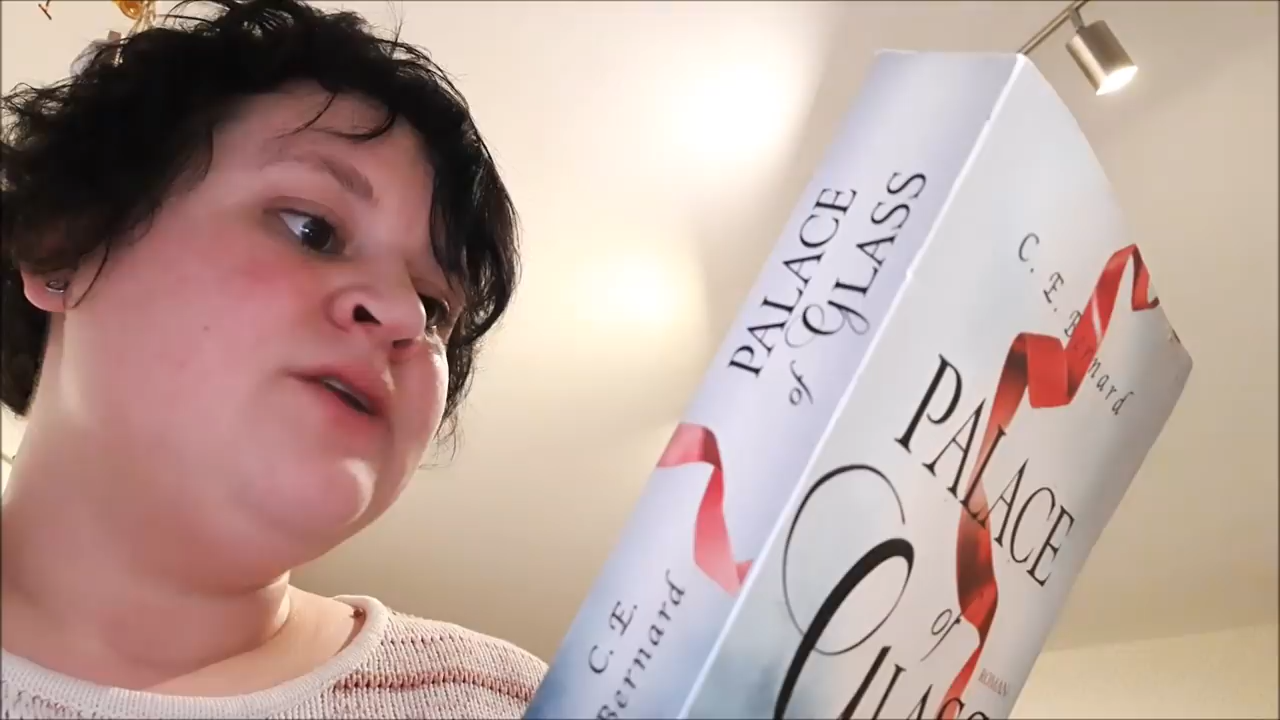 PALACE
of GLASS
C. E.
Bernard
C. E. Bernard
PALACE
of
GLASS
ROMAN